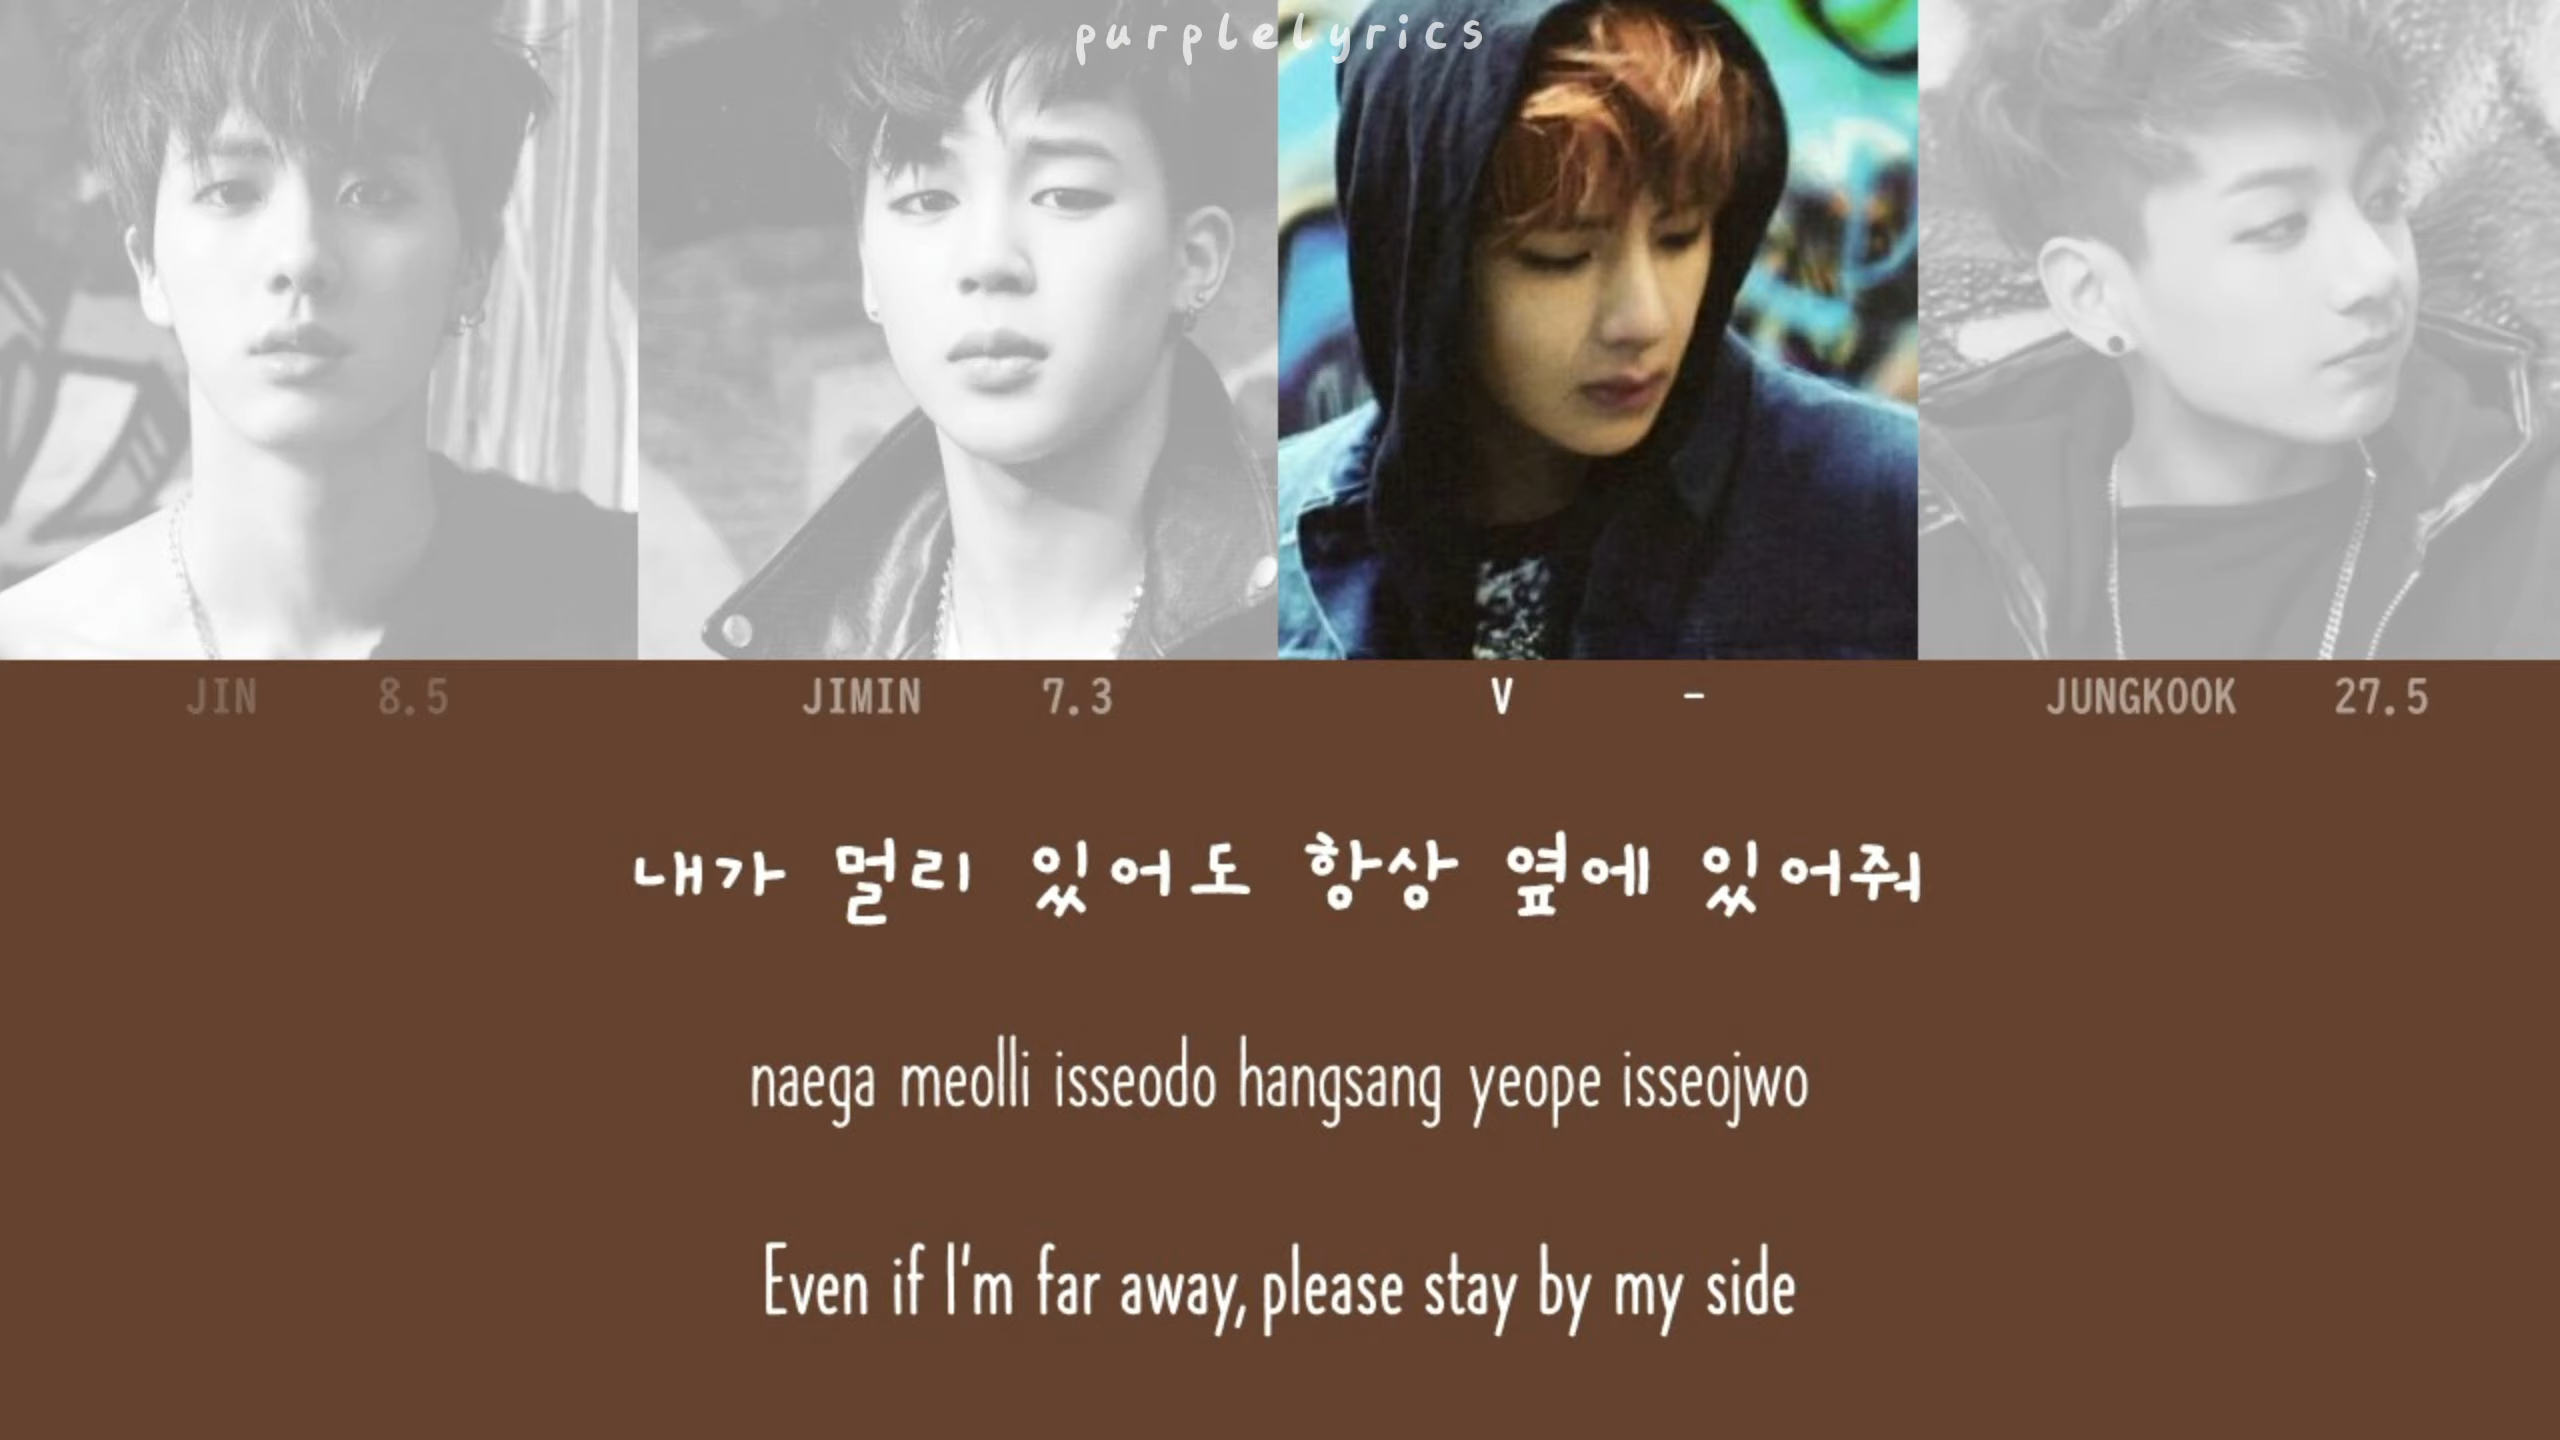 purplelyrics
JIN 8.5 JIMIN 7.3 V - JUNGKOOK 27.5
내가 멀리 있어도 항상 옆에 있어줘
naega meolli isseodo hangsang yeope isseojwo
Even if I'm far away, please stay by my side